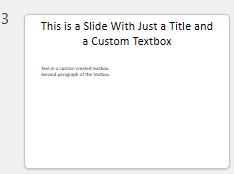 3
This is a Slide With Just a Title and
a Custom Textbox
Text in a custom created textbox.
Second paragraph of the textbox.